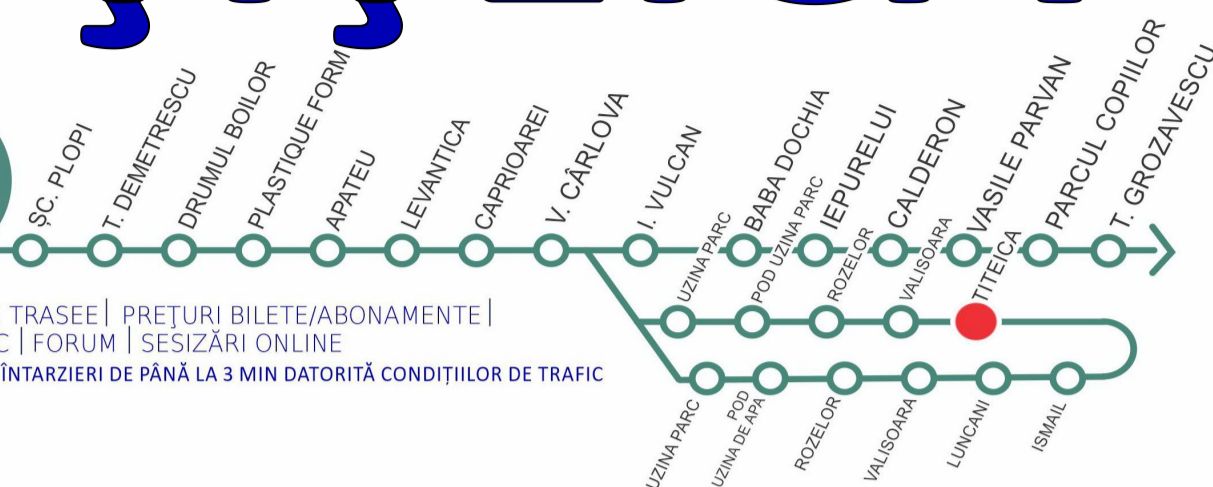 ȘC. PLOPI
T. DEMETRESCU
DRUMUL BOILOR
PLASTIQUE FORM
APATEU
LEVANTICA
CAPRIOAREI
V. CÂRLOVA
I. VULCAN
BABA DOCHIA
IEPURELUI
CALDERON
VASILE PARVAN
PARCUL COPIILOR
T. GROZAVESCU
UZINA PARC
POD UZINA PARC
ROZELOR
VALISOARA
TITEICA
TRASEE| PREŢURI BILETE/ABONAMENTE|
C | FORUM | SESIZĂRI ONLINE
ÎNTARZIERI DE PÂNĂ LA 3 MIN DATORITĂ CONDIȚIILOR DE TRAFIC
UZINA PARC
POD
UZINA DE APA
ROZELOR
VALISOARA
LUNCANI
ISMAIL